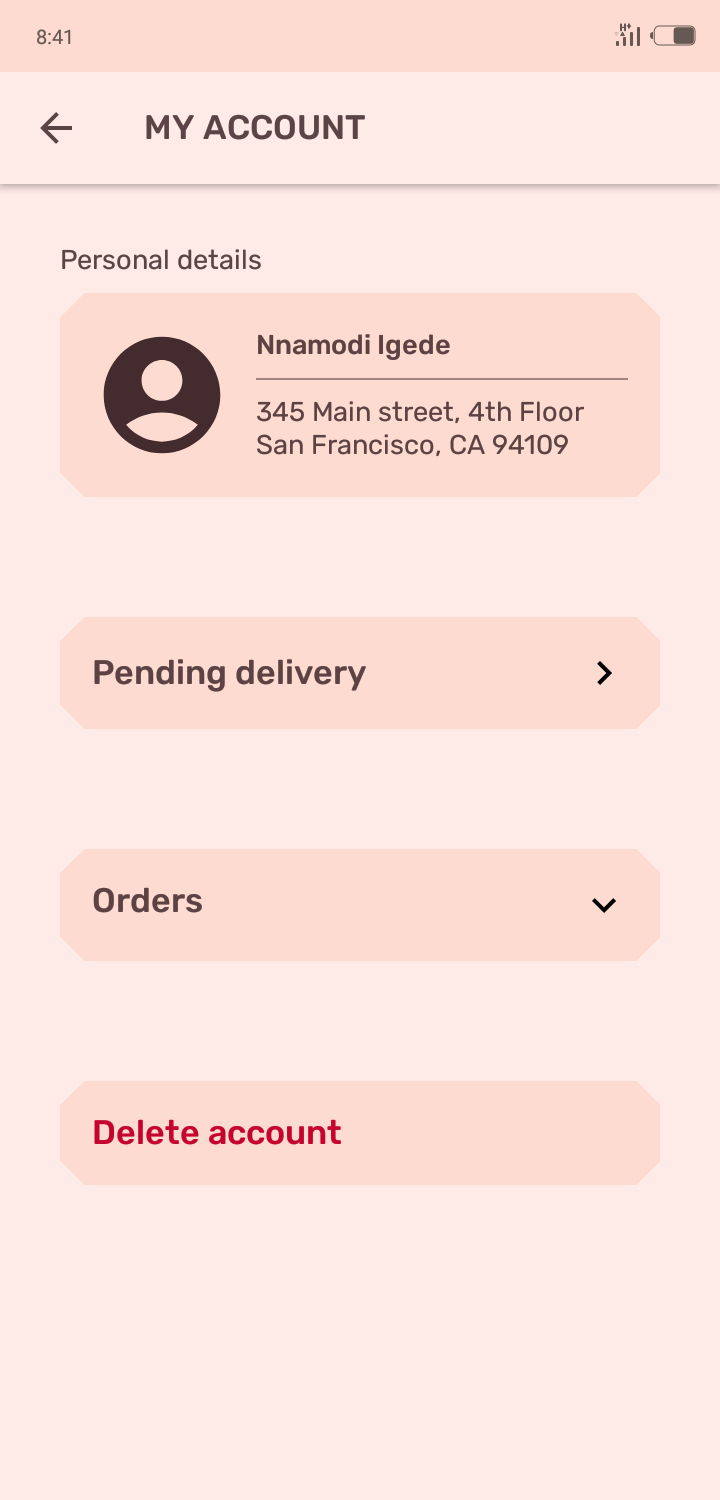 8:41
H+
MY ACCOUNT
Personal details
Nnamodi Igede
345 Main street, 4th Floor
San Francisco, CA 94109
Pending delivery
Orders
Delete account